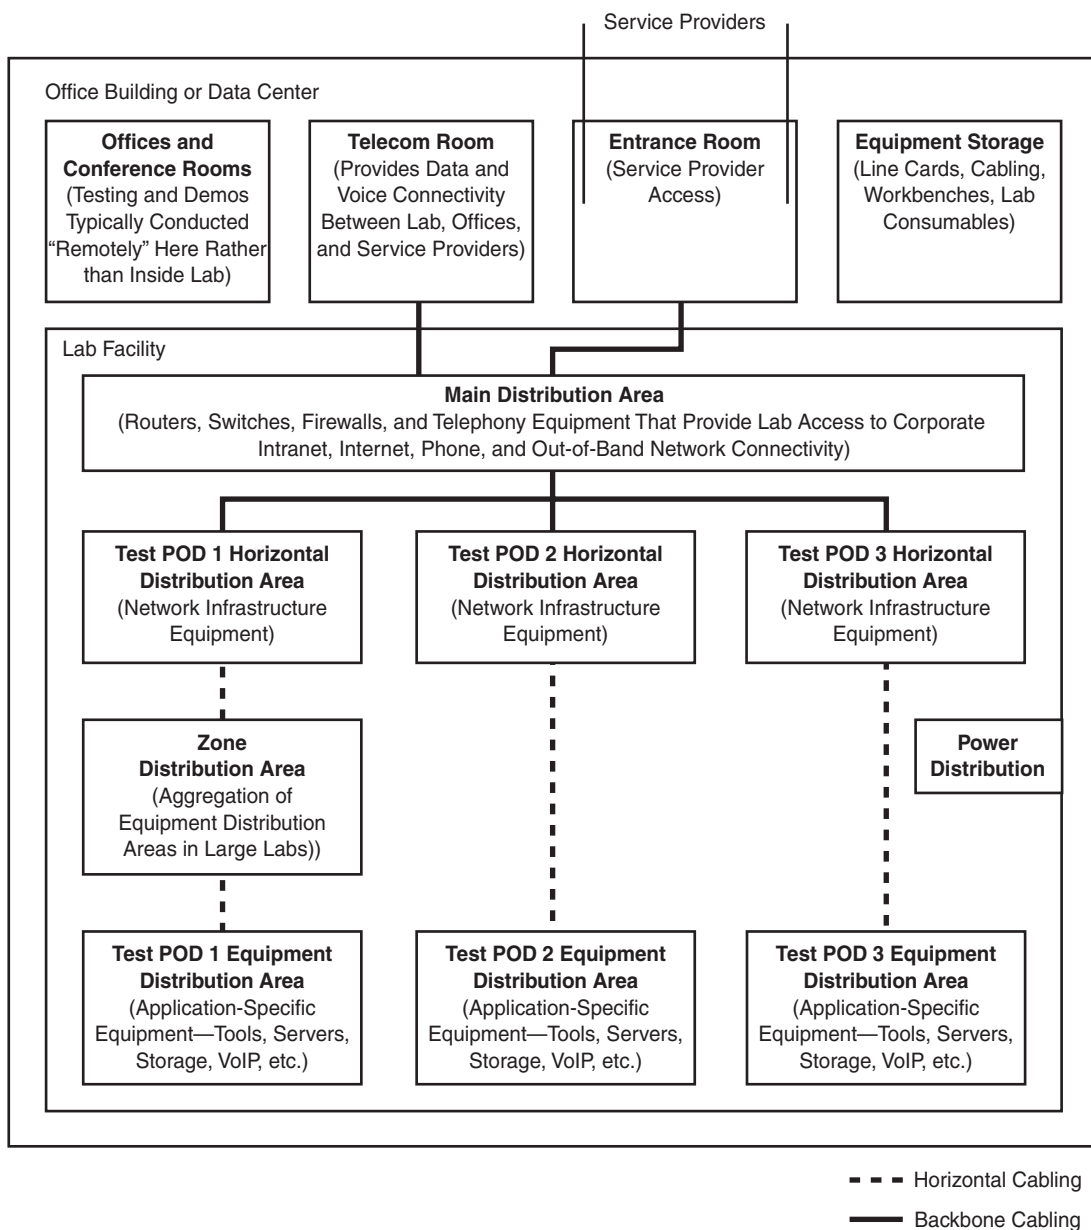 Service Providers
Office Building or Data Center
Offices and
Conference Rooms
(Testing and Demos
Typically Conducted
“Remotely” Here Rather
than Inside Lab)
Telecom Room
(Provides Data and
Voice Connectivity
Between Lab, Offices,
and Service Providers)
Entrance Room
(Service Provider
Access)
Equipment Storage
(Line Cards, Cabling,
Workbenches, Lab
Consumables)
Lab Facility
Main Distribution Area
(Routers, Switches, Firewalls, and Telephony Equipment That Provide Lab Access to Corporate
Intranet, Internet, Phone, and Out-of-Band Network Connectivity)
Test POD 1 Horizontal
Distribution Area
(Network Infrastructure
Equipment)
Test POD 2 Horizontal
Distribution Area
(Network Infrastructure
Equipment)
Test POD 3 Horizontal
Distribution Area
(Network Infrastructure
Equipment)
Zone
Distribution Area
(Aggregation of
Equipment Distribution
Areas in Large Labs))
Power
Distribution
Test POD 1 Equipment
Distribution Area
(Application-Specific
Equipment—Tools, Servers,
Storage, VoIP, etc.)
Test POD 2 Equipment
Distribution Area
(Application-Specific
Equipment—Tools, Servers,
Storage, VoIP, etc.)
Test POD 3 Equipment
Distribution Area
(Application-Specific
Equipment—Tools, Servers,
Storage, VoIP, etc.)
Horizontal Cabling
Backbone Cabling